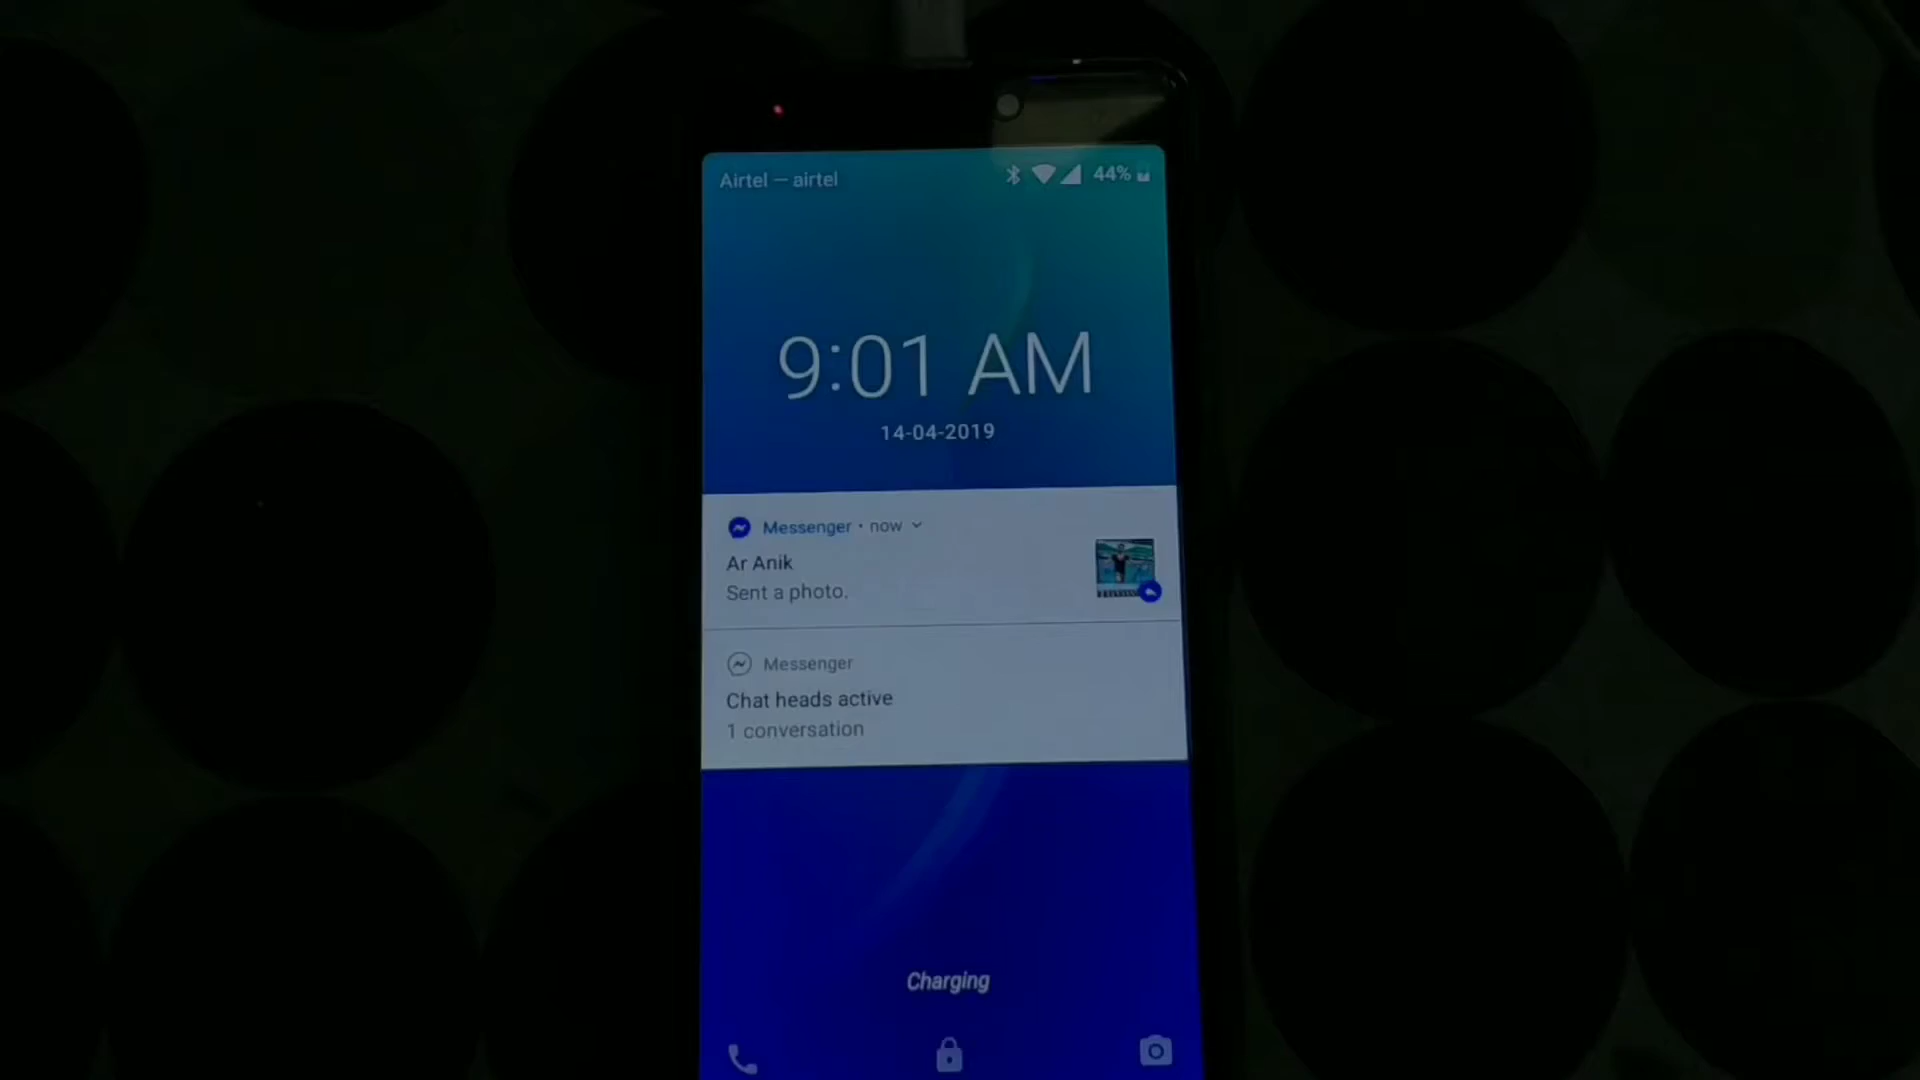 Airtel — airtel
44%
9:01 AM
14-04-2019
Messenger • now
Ar Anik
Sent a photo.
Messenger
Chat heads active
1 conversation
Charging